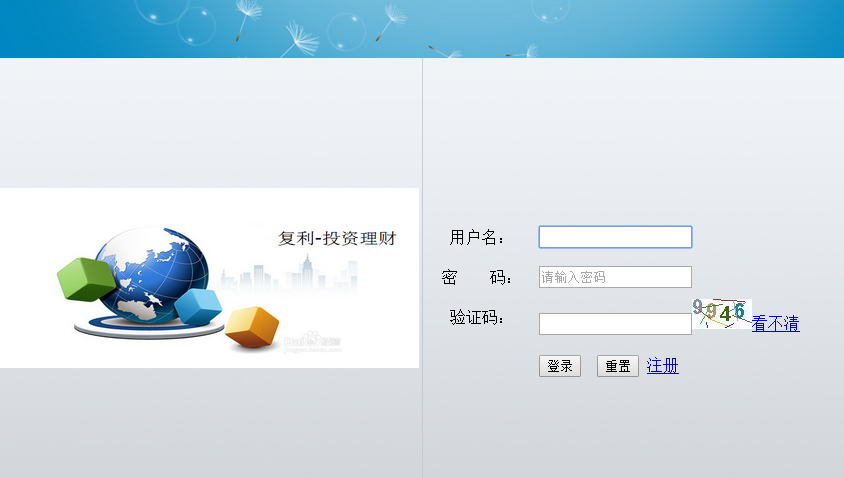 复利-投资理财
用户名：
密 码： 请输入密码
验证码： 9946 看不清
登录 重置 注册